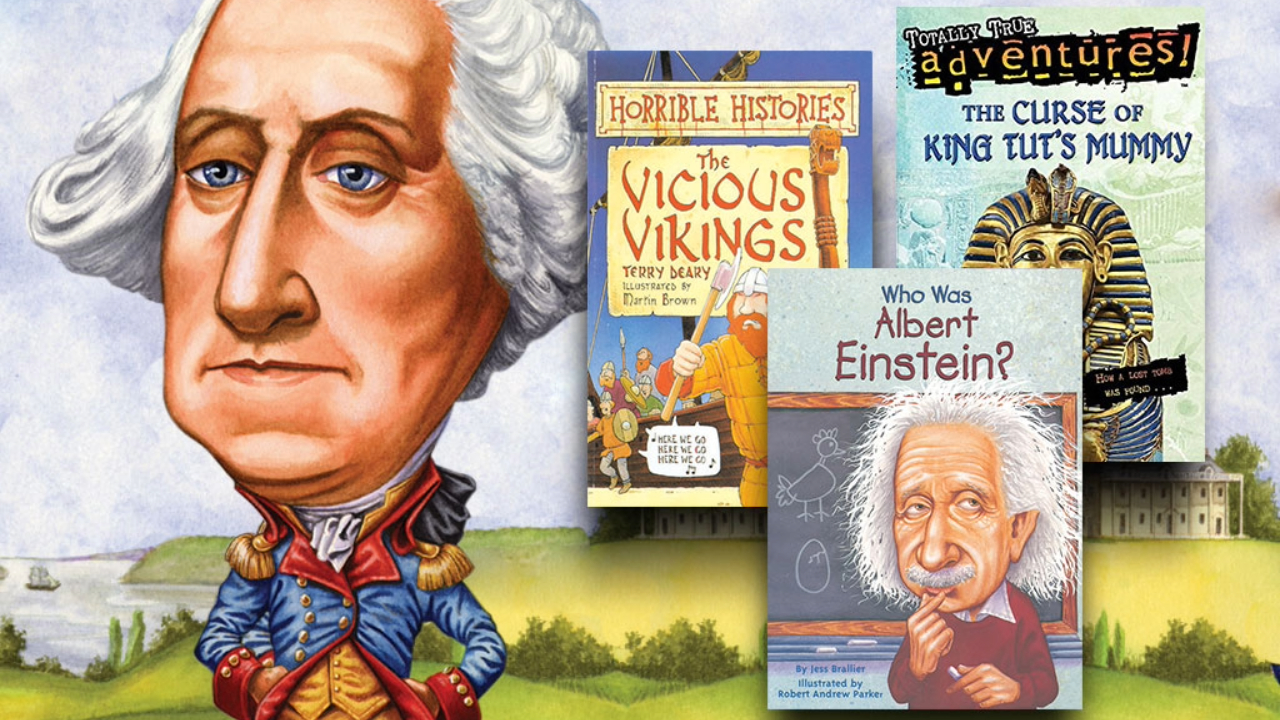 HORRIBLE HISTORIES
The
VICIOUS
VIKINGS
TERRY DEARY
ILLUSTRATED BY
Martin Brown
HERE WE GO
HERE WE GO
HERE WE GO
TOTALLY TRUE
adventures!
THE CURSE OF
KING TUT'S MUMMY
HOW A LOST TOMB
WAS FOUND...
Who Was
Albert
Einstein?
By Jess Brallier
Illustrated by
Robert Andrew Parker